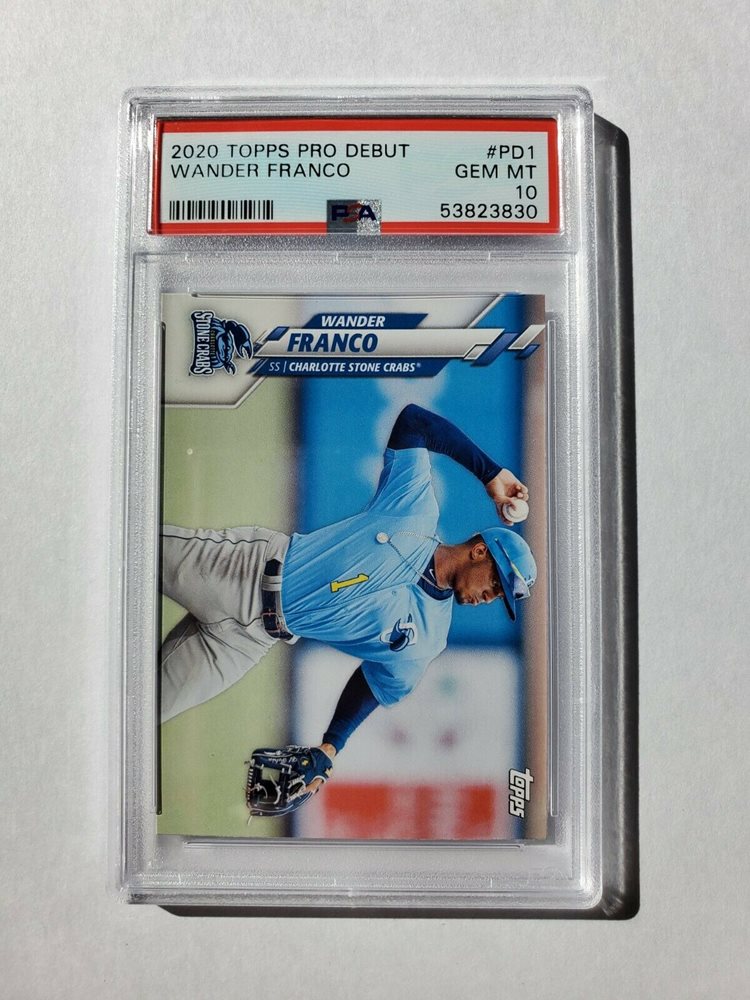 2020 TOPPS PRO DEBUT #PD1
WANDER FRANCO GEM MT
10
53823830
PSA
WANDER
FRANCO
SS | CHARLOTTE STONE CRABS®
CHARLOTTE
STONE CRABS
1
topps